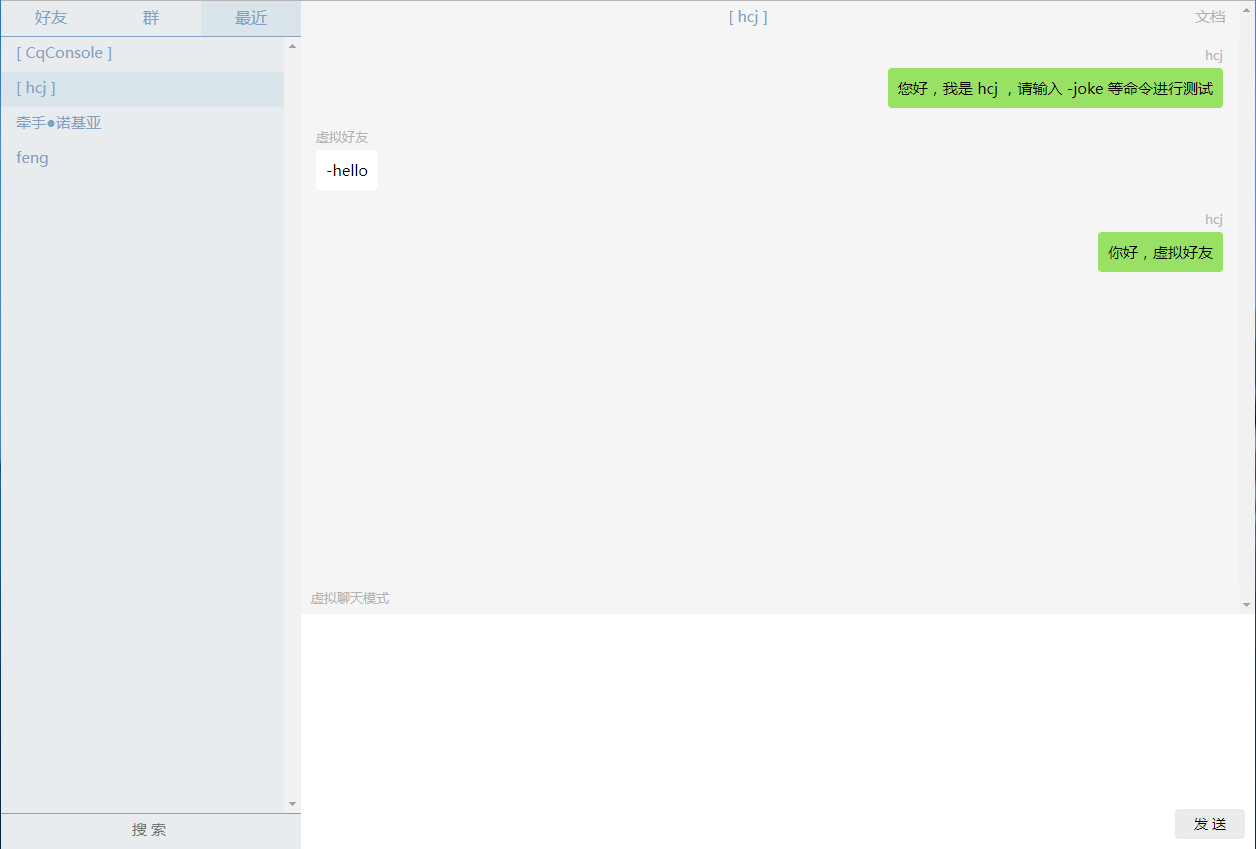 好友 群 最近
[ CqConsole ]
[ hcj ]
牵手●诺基亚
feng
搜 索
[ hcj ] 文档
hcj
您好，我是 hcj ，请输入 -joke 等命令进行测试
虚拟好友
-hello
hcj
你好，虚拟好友
虚拟聊天模式
发 送